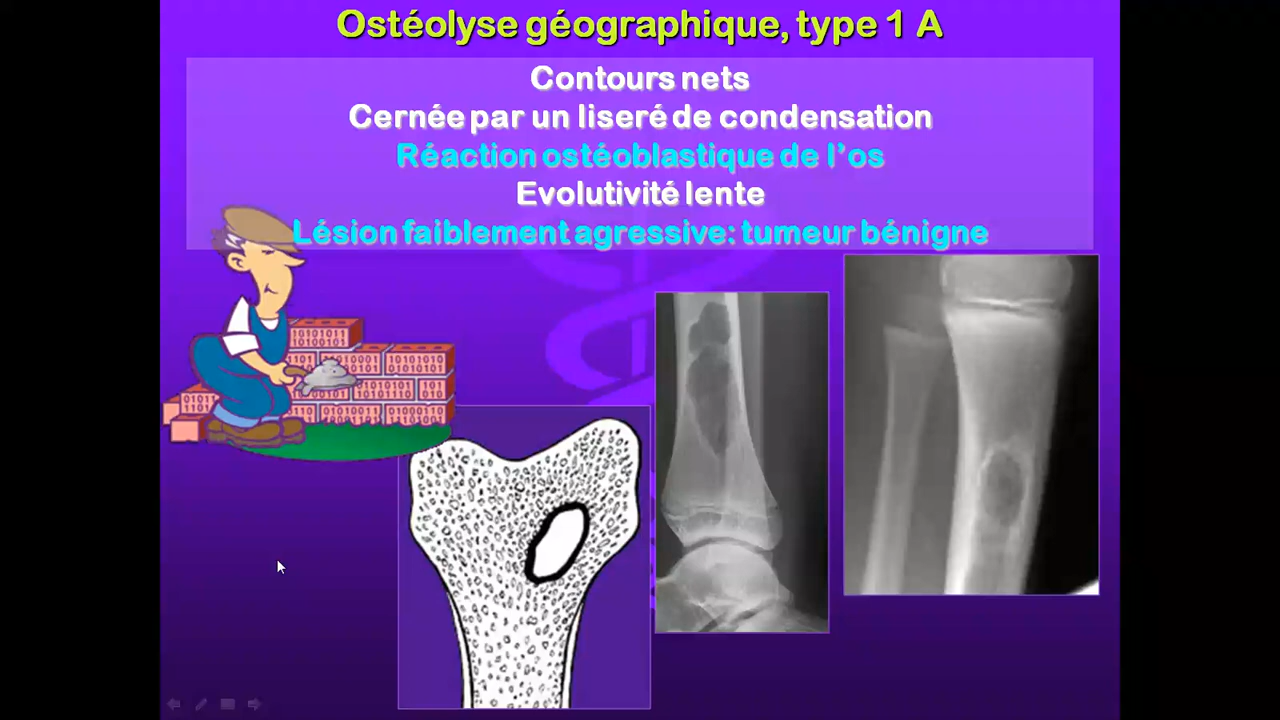 Ostéolyse géographique, type 1 A
Contours nets
Cernée par un liseré de condensation
Réaction ostéoblastique de l'os
Evolutivité lente
Lésion faiblement agressive: tumeur bénigne